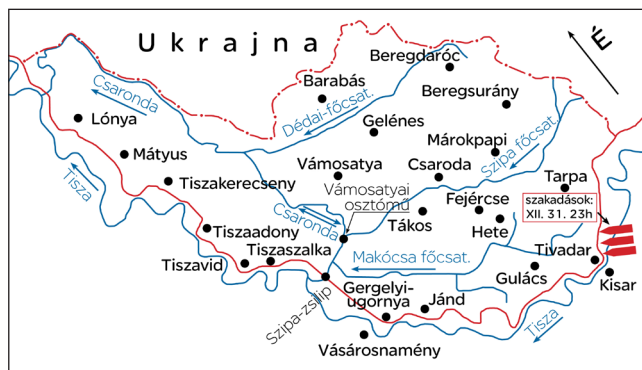 Ukrajna
É
Beregdaróc
Csaronda
Barabás
Beregsurány
Dédai-főcsat.
Lónya
Gelénes
Márokpapi
Szipa főcsat.
Mátyus
Vámosatya
Csaroda
Tarpa
Tisza
Tiszakerecseny
Vámosatyai
osztómű
Fejércse
szakadások:
XII. 31. 23h
Csaronda
Tákos
Hete
Tiszaadony
Tiszaszalka
Makócsa főcsat.
Tivadar
Tiszavid
Gulács
Kisar
Szipa-zsilip
Gergelyi-
ugornya
Jánd
Tisza
Vásárosnamény